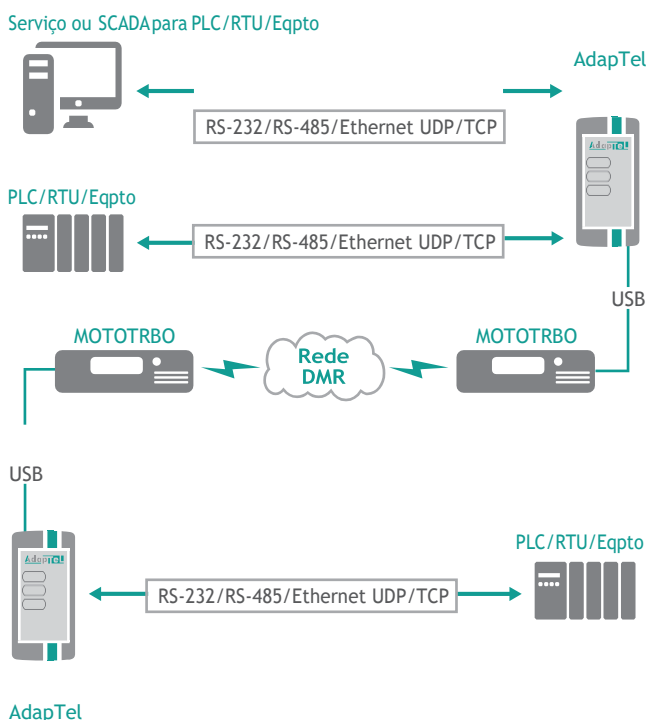 Serviço ou SCADA para PLC/RTU/Eqpto
AdapTel
RS-232/RS-485/Ethernet UDP/TCP
AdapTel
PLC/RTU/Eqpto
RS-232/RS-485/Ethernet UDP/TCP
USB
MOTOTRBO
MOTOTRBO
Rede
DMR
USB
PLC/RTU/Eqpto
AdapTel
RS-232/RS-485/Ethernet UDP/TCP
AdapTel